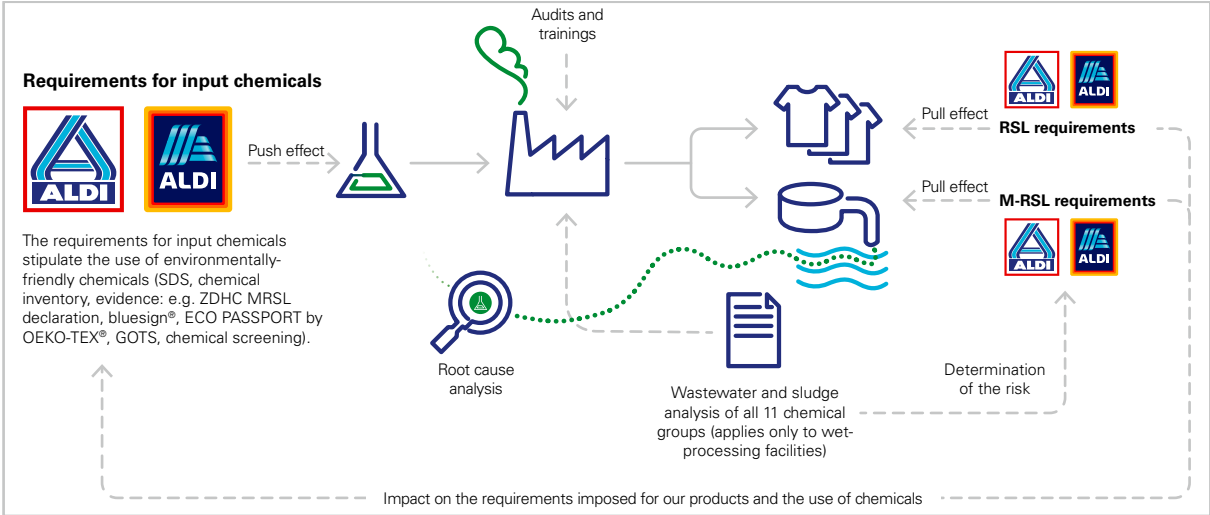 Audits and
trainings
Requirements for input chemicals
ALDI
ALDI
Push effect
ALDI
ALDI
Pull effect
RSL requirements
Pull effect
M-RSL requirements
ALDI
ALDI
The requirements for input chemicals
stipulate the use of environmentally-
friendly chemicals (SDS, chemical
inventory, evidence: e.g. ZDHC MRSL
declaration, bluesign®, ECO PASSPORT by
OEKO-TEX®, GOTS, chemical screening).
Root cause
analysis
Wastewater and sludge
analysis of all 11 chemical
groups (applies only to wet-
processing facilities)
Determination
of the risk
Impact on the requirements imposed for our products and the use of chemicals